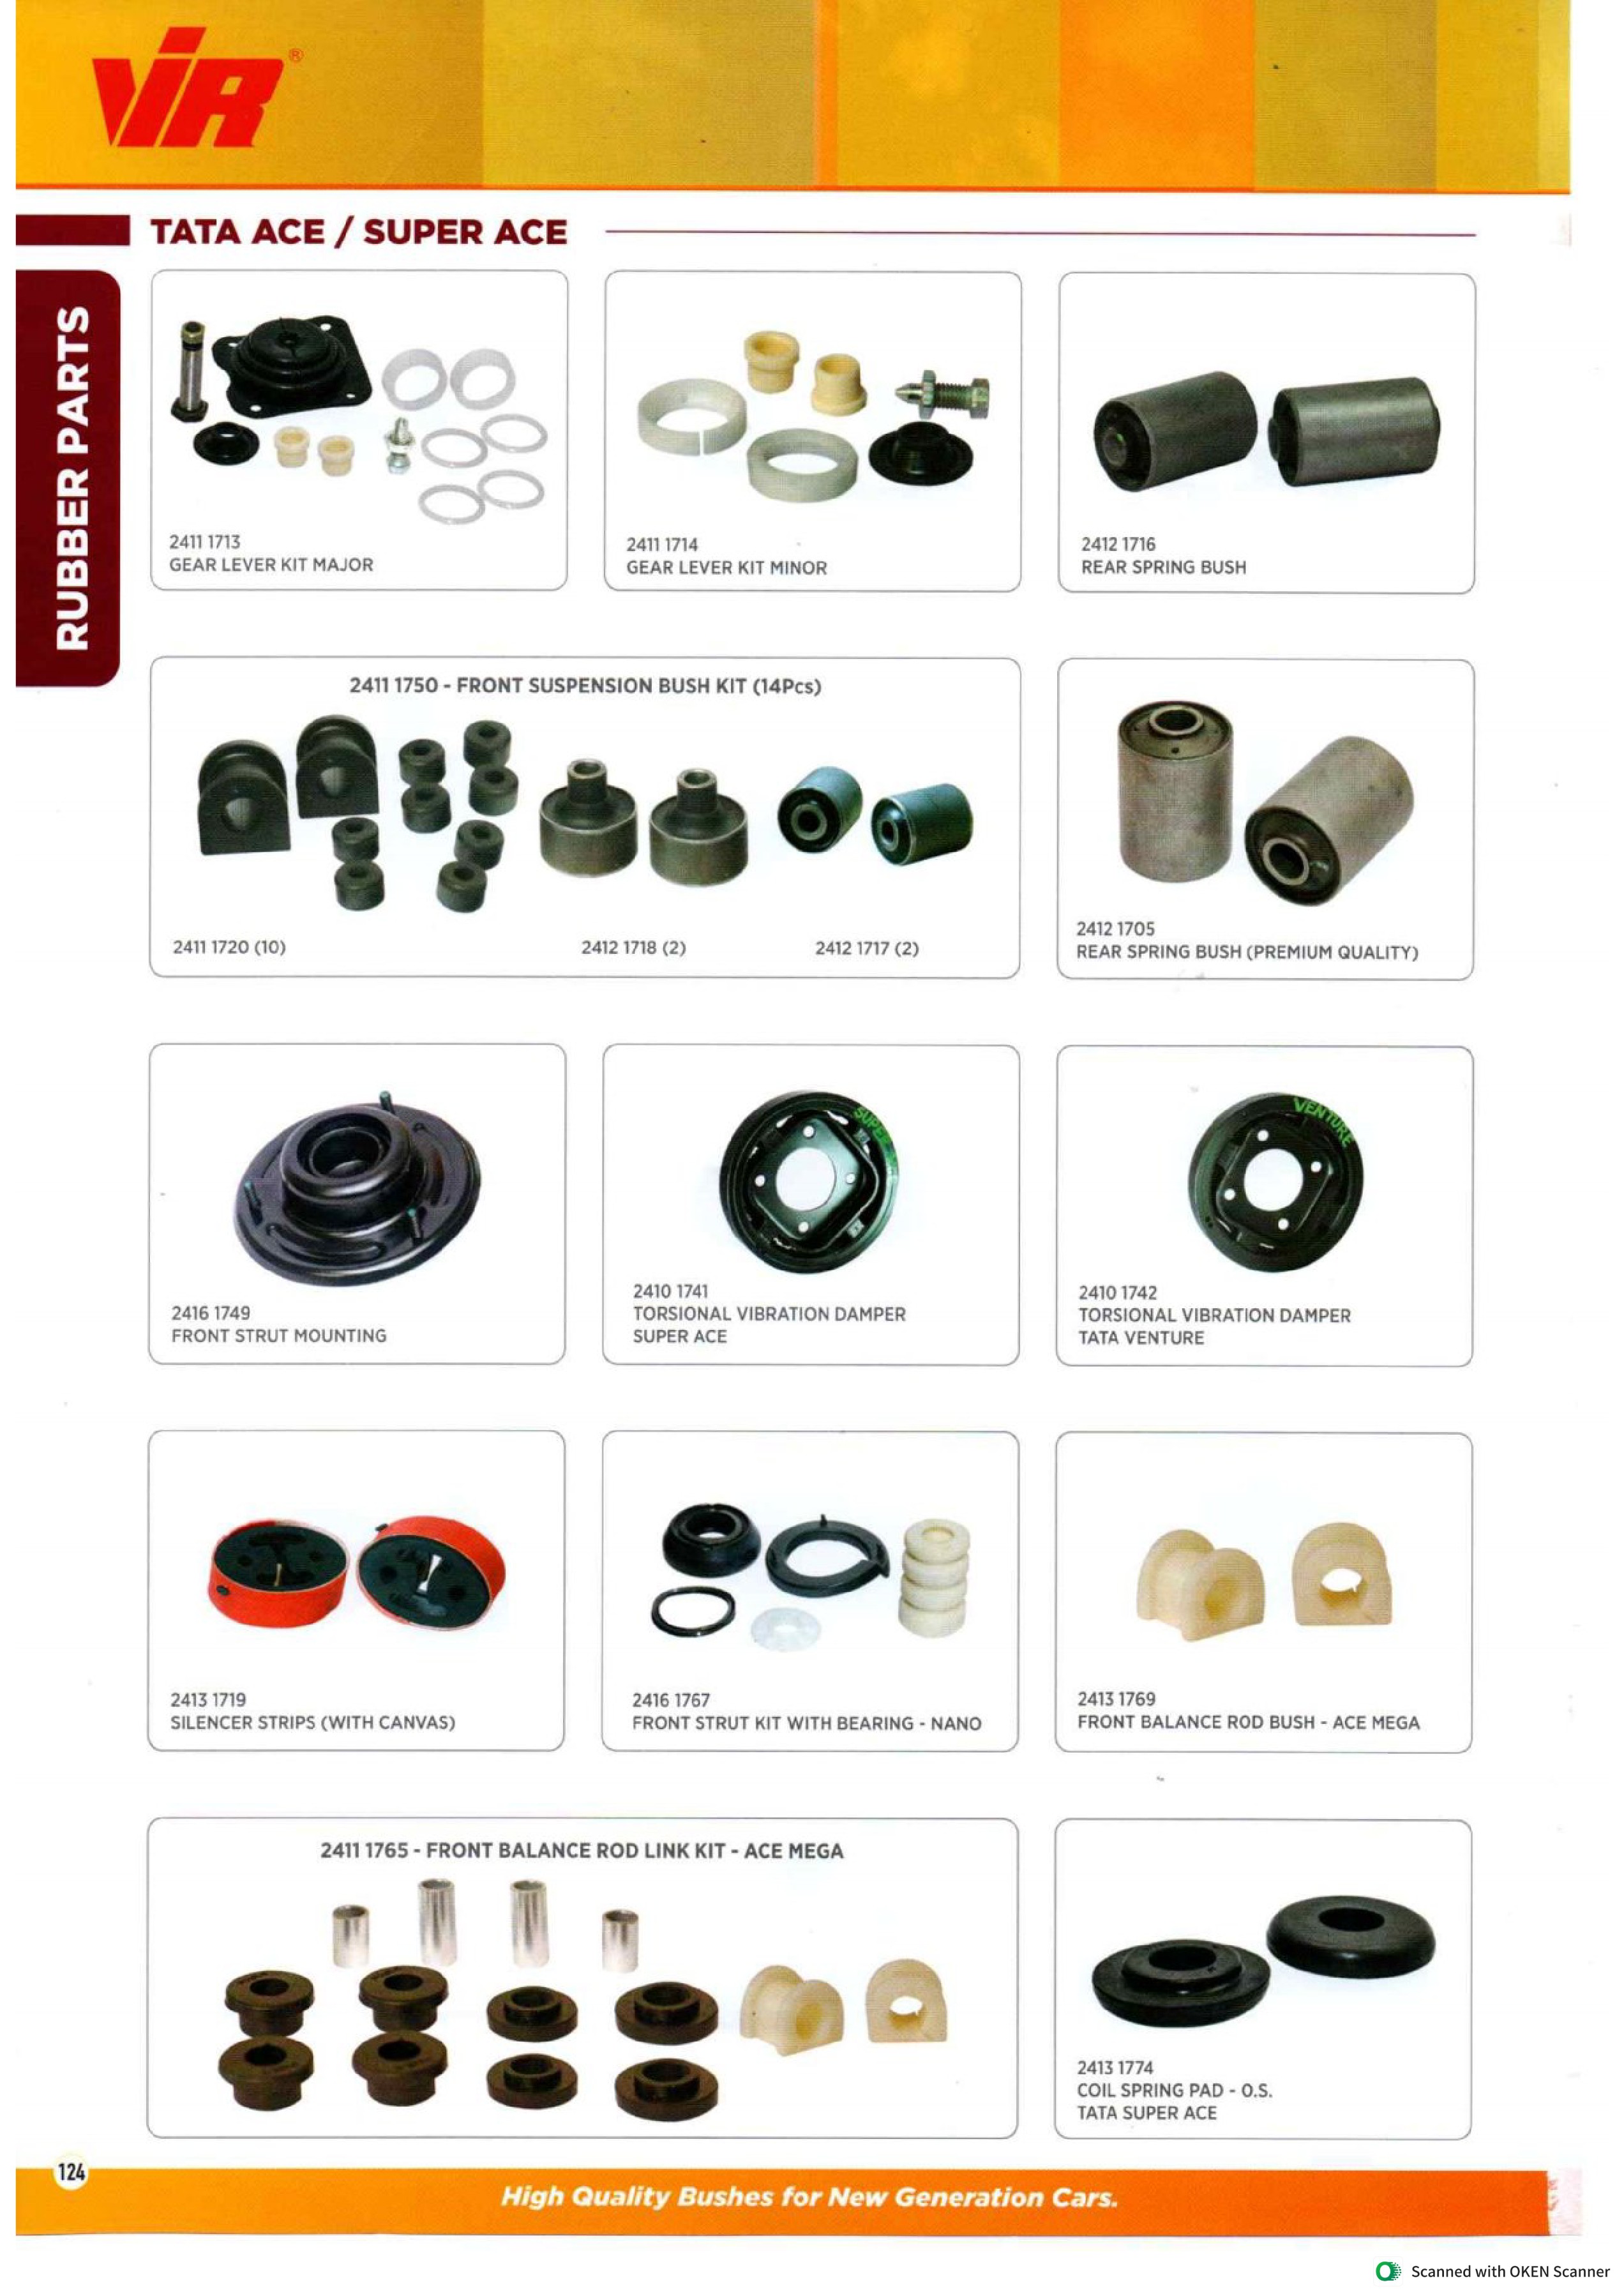 ViR®
TATA ACE / SUPER ACE
RUBBER PARTS
2411 1713
GEAR LEVER KIT MAJOR
2411 1714
GEAR LEVER KIT MINOR
2412 1716
REAR SPRING BUSH
2411 1750 - FRONT SUSPENSION BUSH KIT (14Pcs)
2411 1720 (10)
2412 1718 (2)
2412 1717 (2)
2412 1705
REAR SPRING BUSH (PREMIUM QUALITY)
2416 1749
FRONT STRUT MOUNTING
SUPER
2410 1741
TORSIONAL VIBRATION DAMPER
SUPER ACE
VENTURE
2410 1742
TORSIONAL VIBRATION DAMPER
TATA VENTURE
2413 1719
SILENCER STRIPS (WITH CANVAS)
2416 1767
FRONT STRUT KIT WITH BEARING - NANO
2413 1769
FRONT BALANCE ROD BUSH - ACE MEGA
2411 1765 - FRONT BALANCE ROD LINK KIT - ACE MEGA
2413 1774
COIL SPRING PAD - O.S.
TATA SUPER ACE
124
High Quality Bushes for New Generation Cars.
Scanned with OKEN Scanner